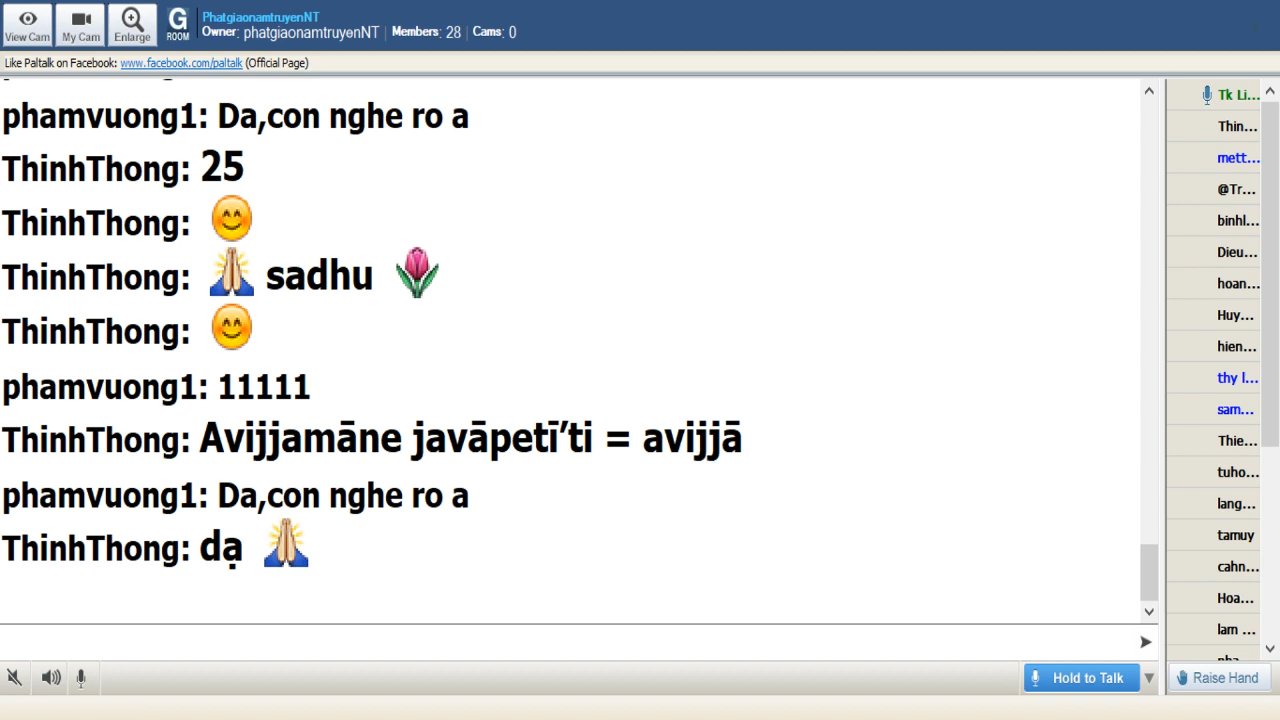 View Cam
My Cam
Enlarge
G
ROOM
PhatgiaonamtruyenNT
Owner: phatgiaonamtruyenNT | Members: 28 | Cams: 0
Like Paltalk on Facebook: www.facebook.com/paltalk (Official Page)
phamvuong1: Da,con nghe ro a
ThinhThong: 25
ThinhThong:
ThinhThong: sadhu
ThinhThong:
phamvuong1: 11111
ThinhThong: Avijjamāne javāpetī’ti = avijjā
phamvuong1: Da,con nghe ro a
ThinhThong: dạ
Tk Li...
Thin...
mett...
@Tr...
binhl...
Dieu...
hoan...
Huy...
hien...
thy l...
sam...
Thie...
tuho...
lang...
tamuy
cahn...
Hoa...
lam ...
Hold to Talk
Raise Hand